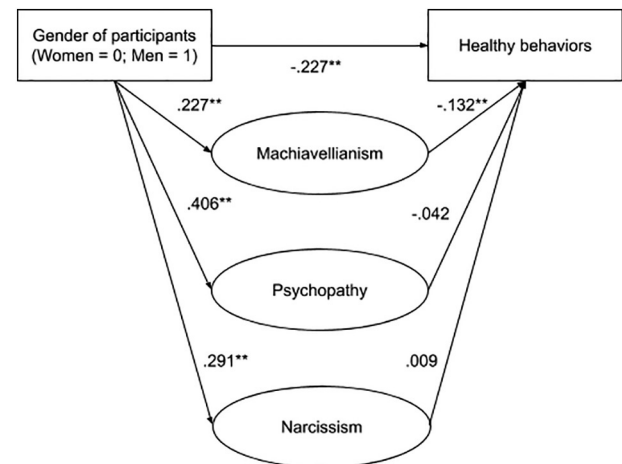 Gender of participants
(Women = 0; Men = 1)
Healthy behaviors
-.227**
.227**
-.132**
Machiavellianism
.406**
-.042
Psychopathy
.291**
.009
Narcissism